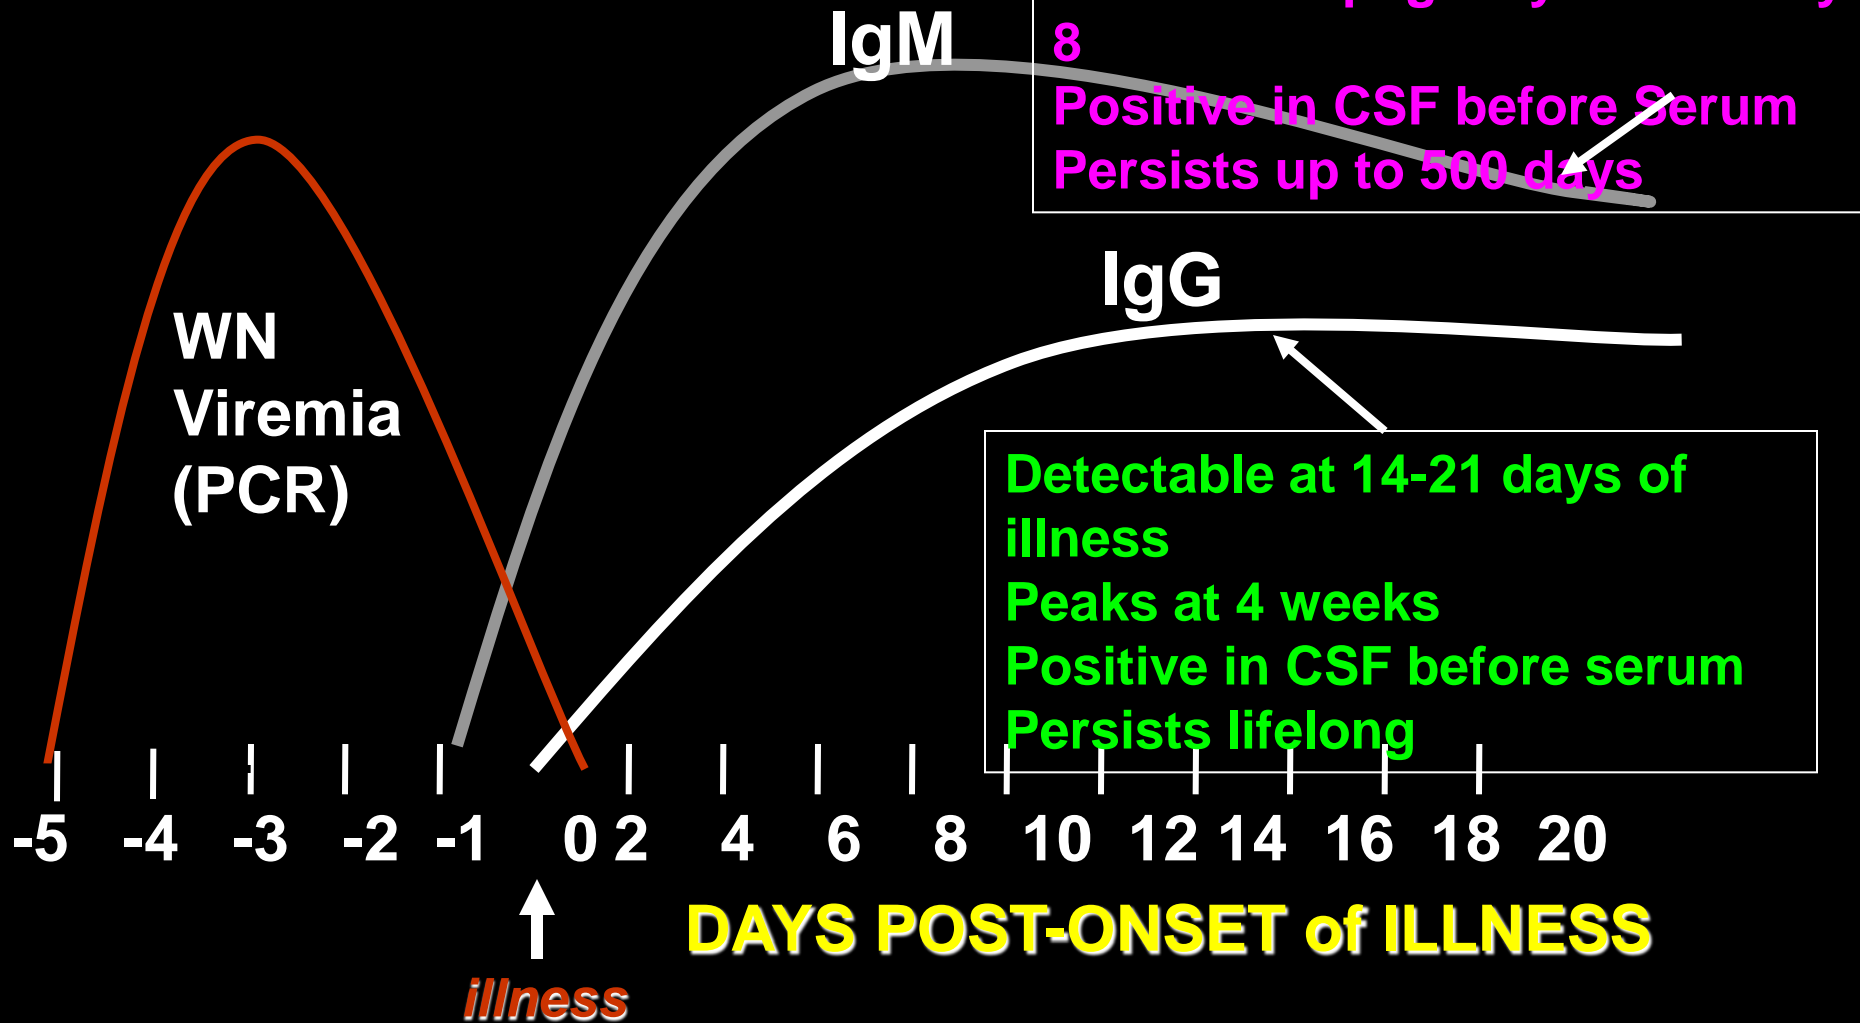 IgM
8
Positive in CSF before Serum
Persists up to 500 days
IgG
WN
Viremia
(PCR)
Detectable at 14-21 days of
illness
Peaks at 4 weeks
Positive in CSF before serum
Persists lifelong
-5 -4 -3 -2 -1 0 2 4 6 8 10 12 14 16 18 20
DAYS POST-ONSET of ILLNESS
illness